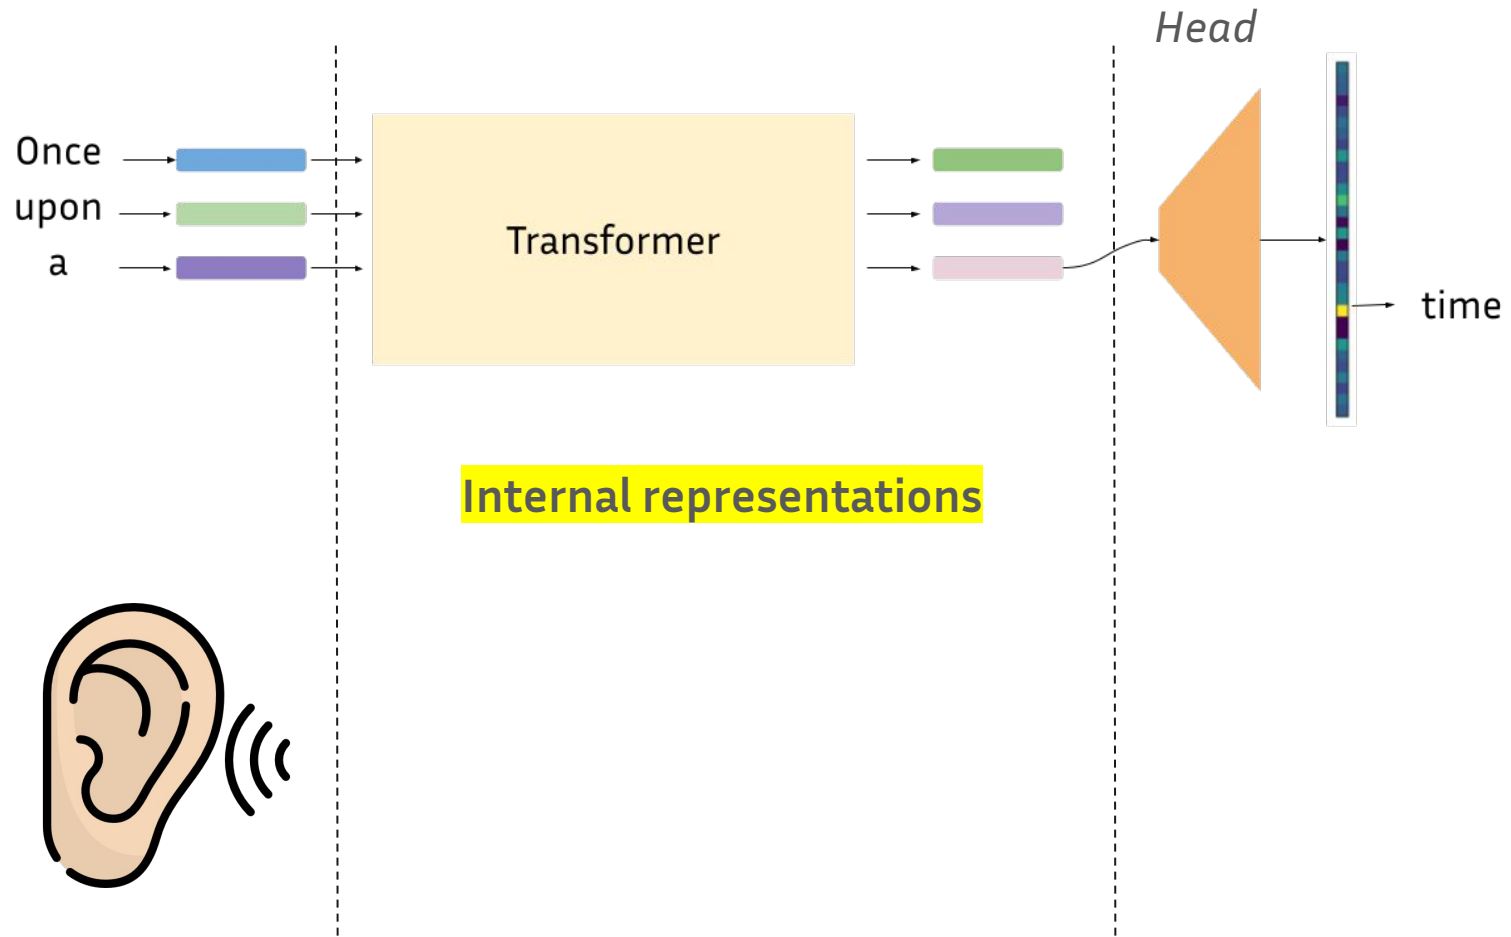 Head
Once
upon
a
Transformer
time
Internal representations